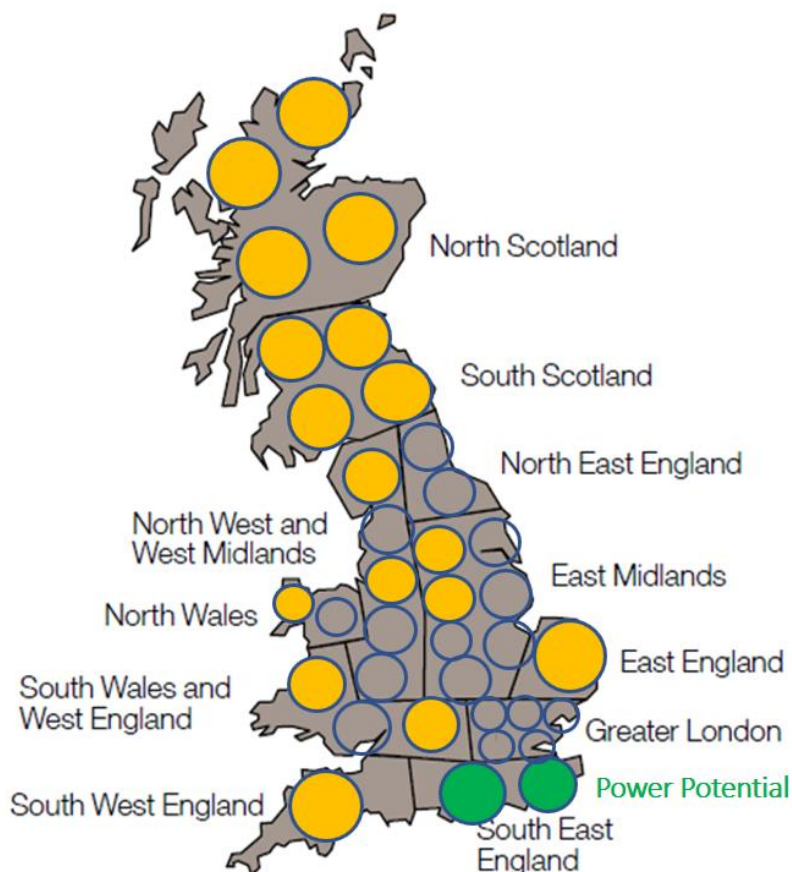 North Scotland
South Scotland
North East England
North West and
West Midlands
East Midlands
North Wales
East England
South Wales and
West England
Greater London
Power Potential
South West England
South East
England